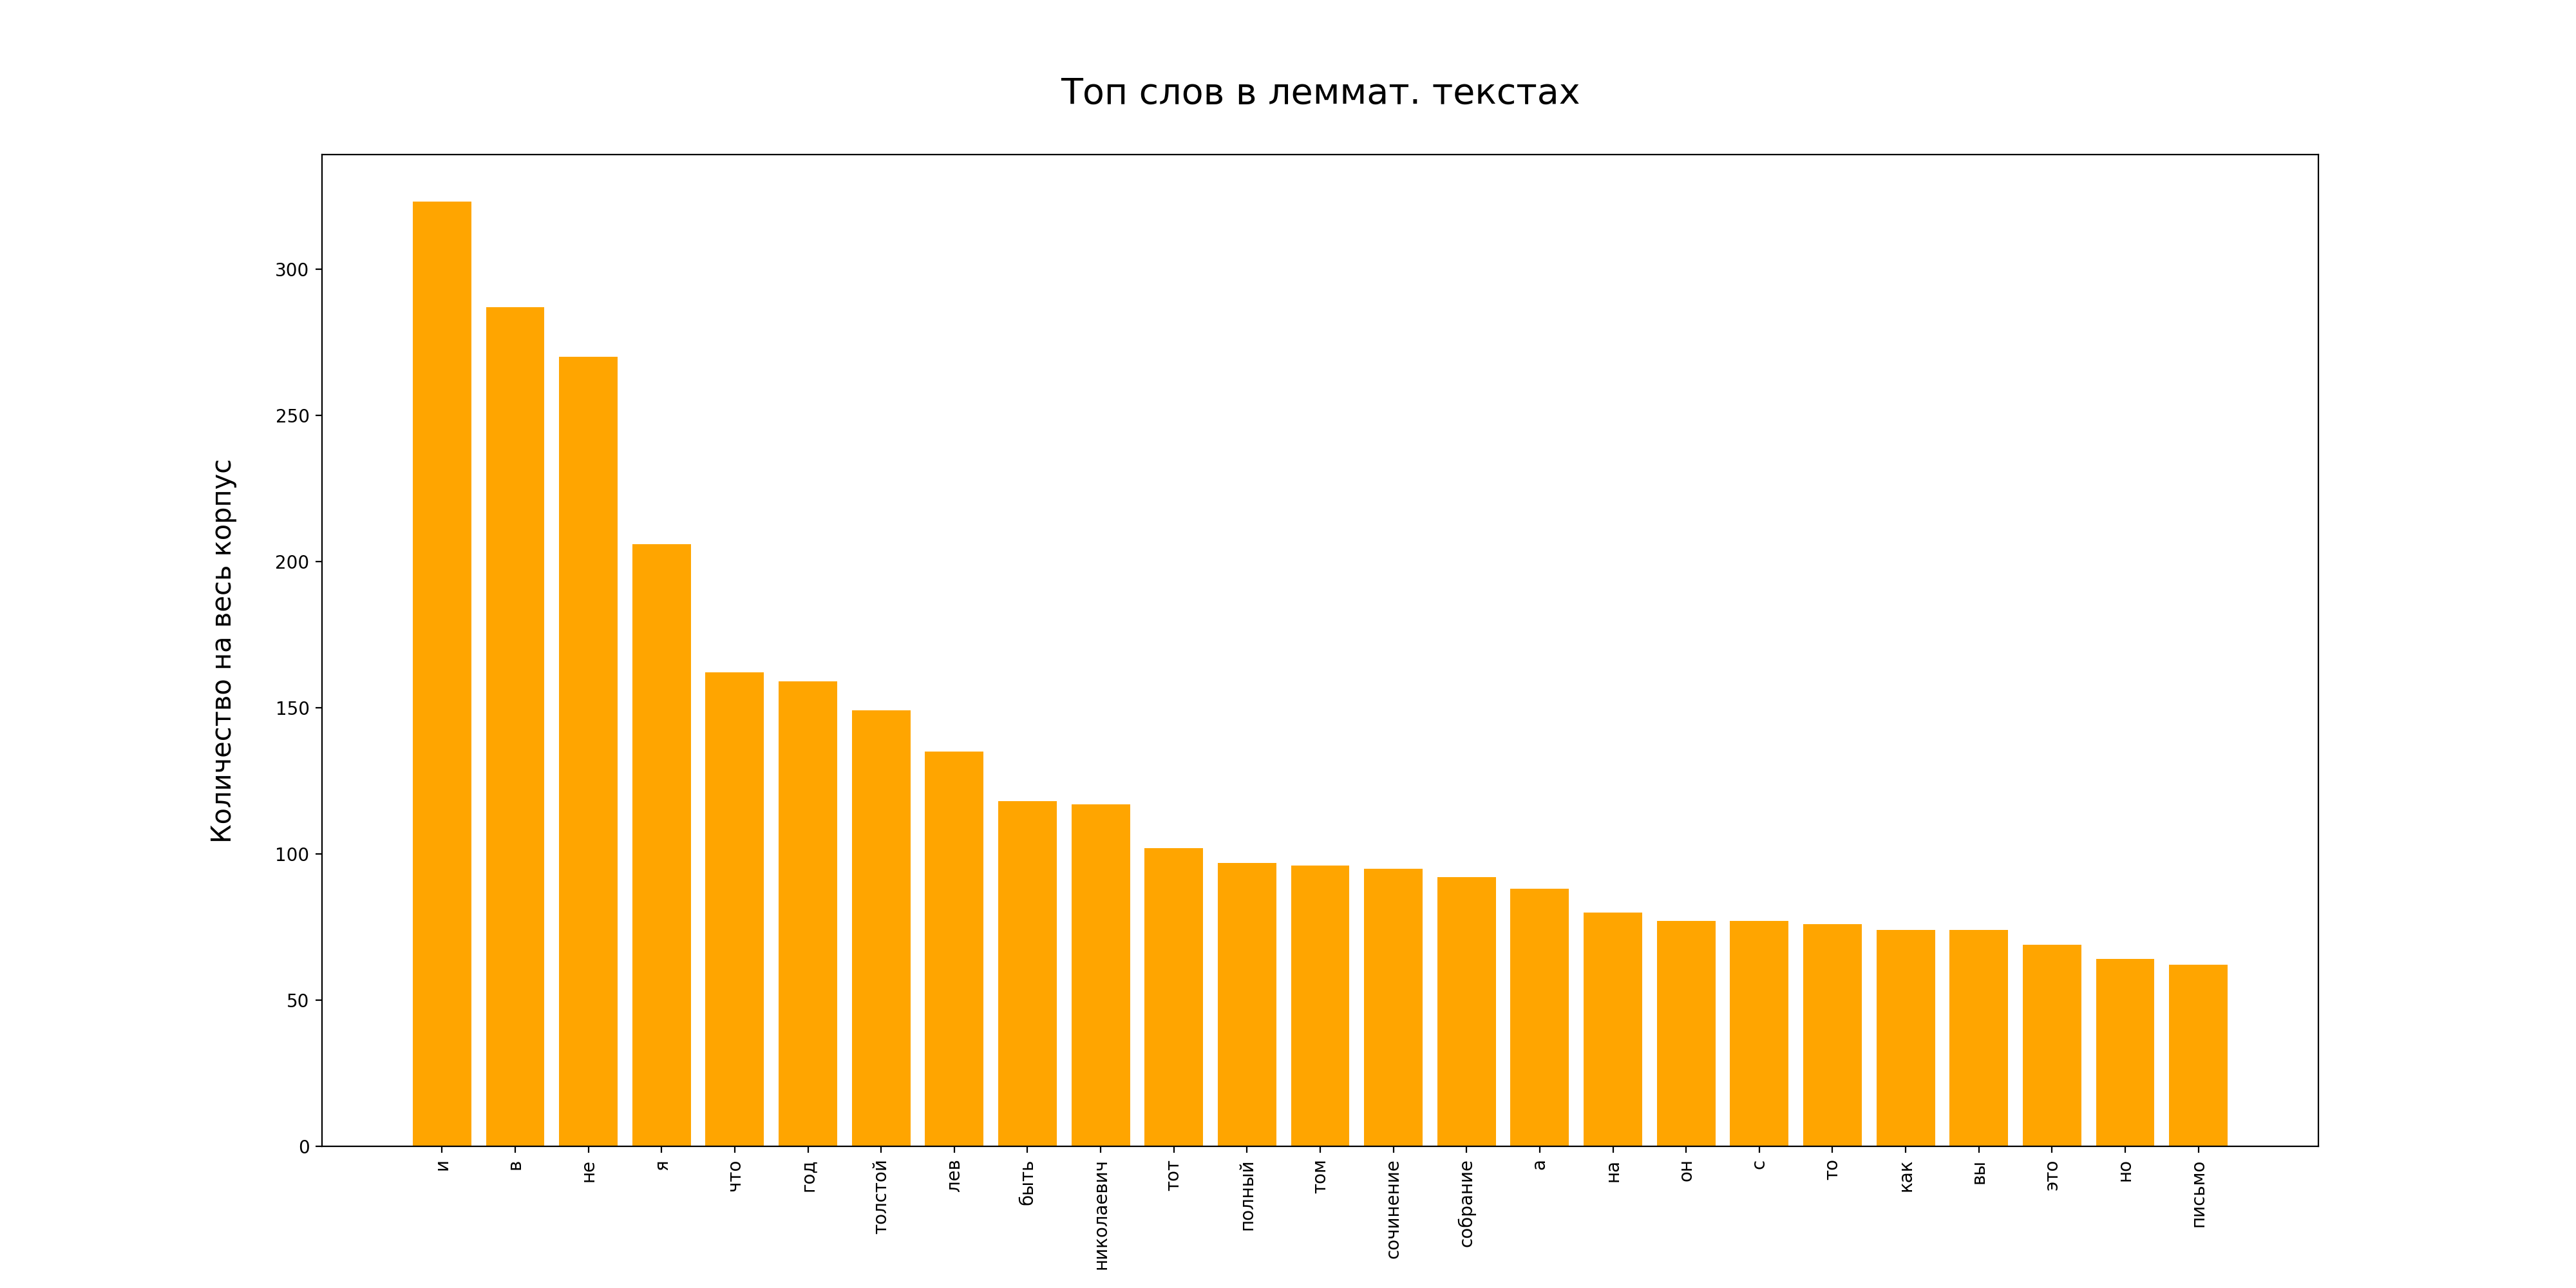 Топ слов в леммат. текстах
Количество на весь корпус
300
250
200
150
100
50
0
и
в
не
я
что
год
толстой
лев
быть
николаевич
тот
полный
том
сочинение
собрание
а
на
он
с
то
как
вы
это
но
письмо